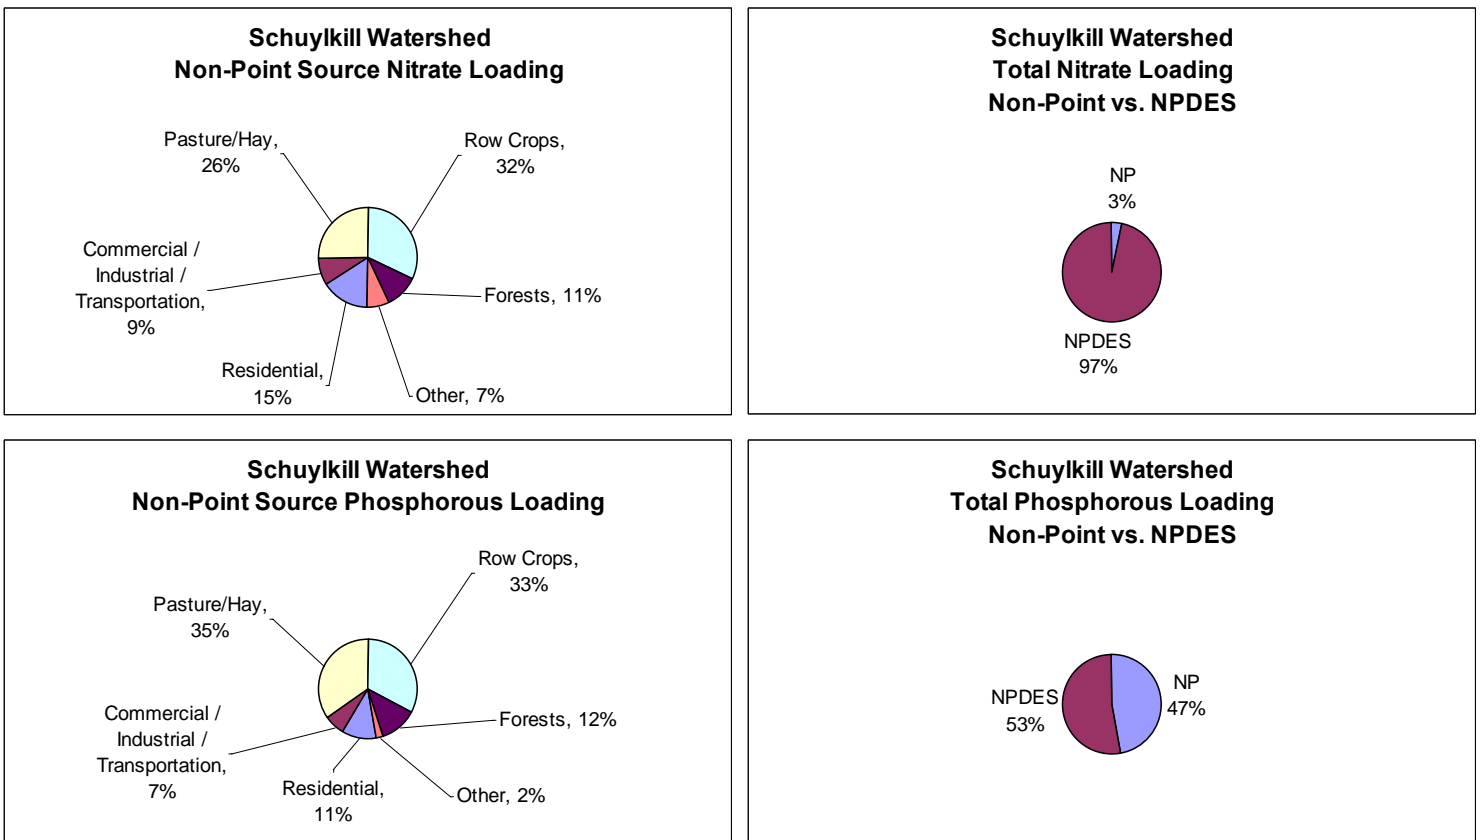 Schuylkill Watershed
Non-Point Source Nitrate Loading
Pasture/Hay,
26%
Row Crops,
32%
Commercial /
Industrial /
Transportation,
9%
Forests, 11%
Residential,
15%
Other, 7%
Schuylkill Watershed
Total Nitrate Loading
Non-Point vs. NPDES
NP
3%
NPDES
97%
Schuylkill Watershed
Non-Point Source Phosphorous Loading
Row Crops,
33%
Pasture/Hay,
35%
Commercial /
Industrial /
Transportation,
7%
Forests, 12%
Residential,
11%
Other, 2%
Schuylkill Watershed
Total Phosphorous Loading
Non-Point vs. NPDES
NPDES
53%
NP
47%